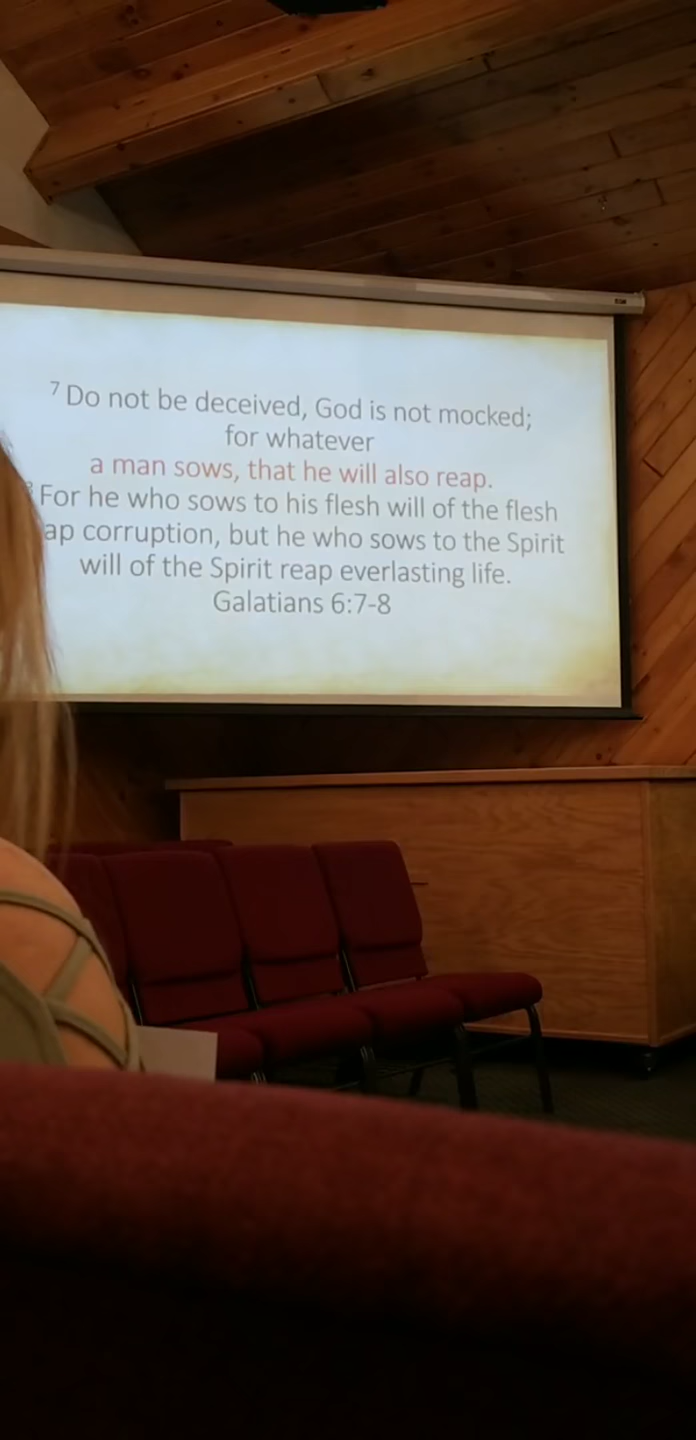 7 Do not be deceived, God is not mocked;
for whatever
a man sows, that he will also reap.
8 For he who sows to his flesh will of the flesh
ap corruption, but he who sows to the Spirit
will of the Spirit reap everlasting life.
Galatians 6:7-8